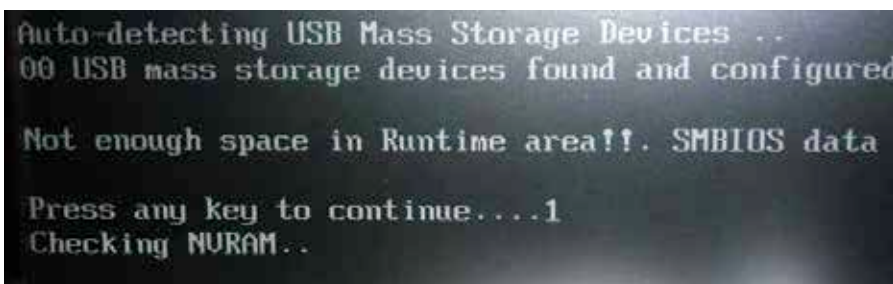 Auto-detecting USB Mass Storage Devices ..
00 USB mass storage devices found and configured
Not enough space in Runtime area!!. SMBIOS data
Press any key to continue....1
Checking NVRAM..